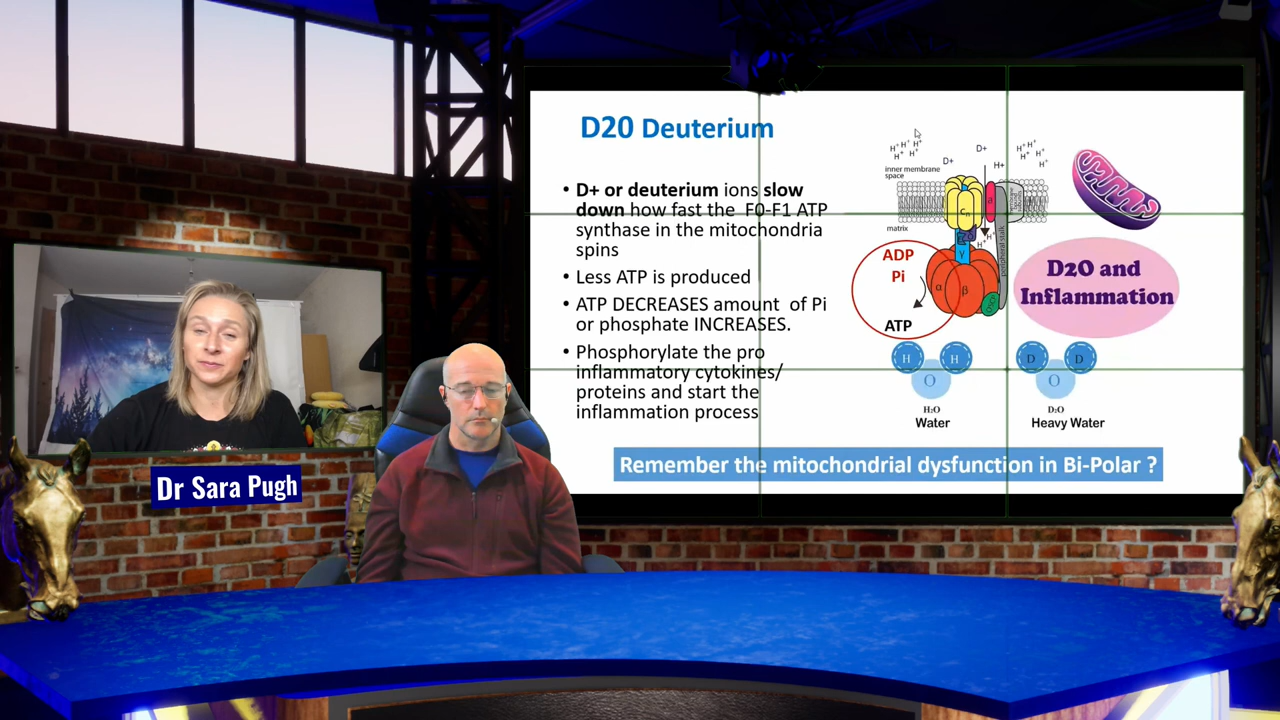 D20 Deuterium
• D+ or deuterium ions slow
down how fast the F0-F1 ATP
synthase in the mitochondria
spins
• Less ATP is produced
• ATP DECREASES amount of Pi
or phosphate INCREASES.
• Phosphorylate the pro
inflammatory cytokines/
proteins and start the
inflammation process
H+ H+ H+
H+ H+
D+
D+
H+
H+ H+
H+ H+
H+
inner membrane
space
matrix
a
γ
H+
H+
peripheral stalk
α
β
ADP
Pi
ATP
D2O and
Inflammation
H
H
O
H₂O
Water
D
D
O
D₂O
Heavy Water
Remember the mitochondrial dysfunction in Bi-Polar ?
Dr Sara Pugh